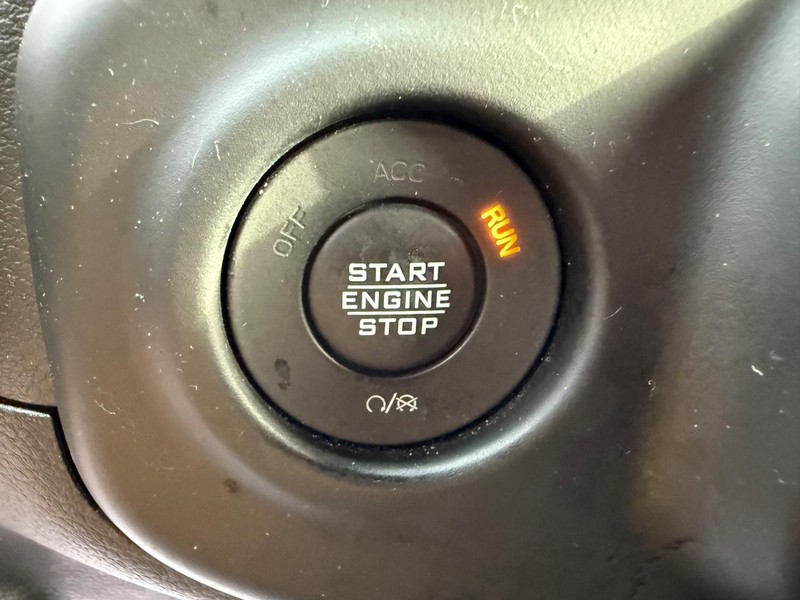 ACC
OFF
RUN
START
ENGINE
STOP